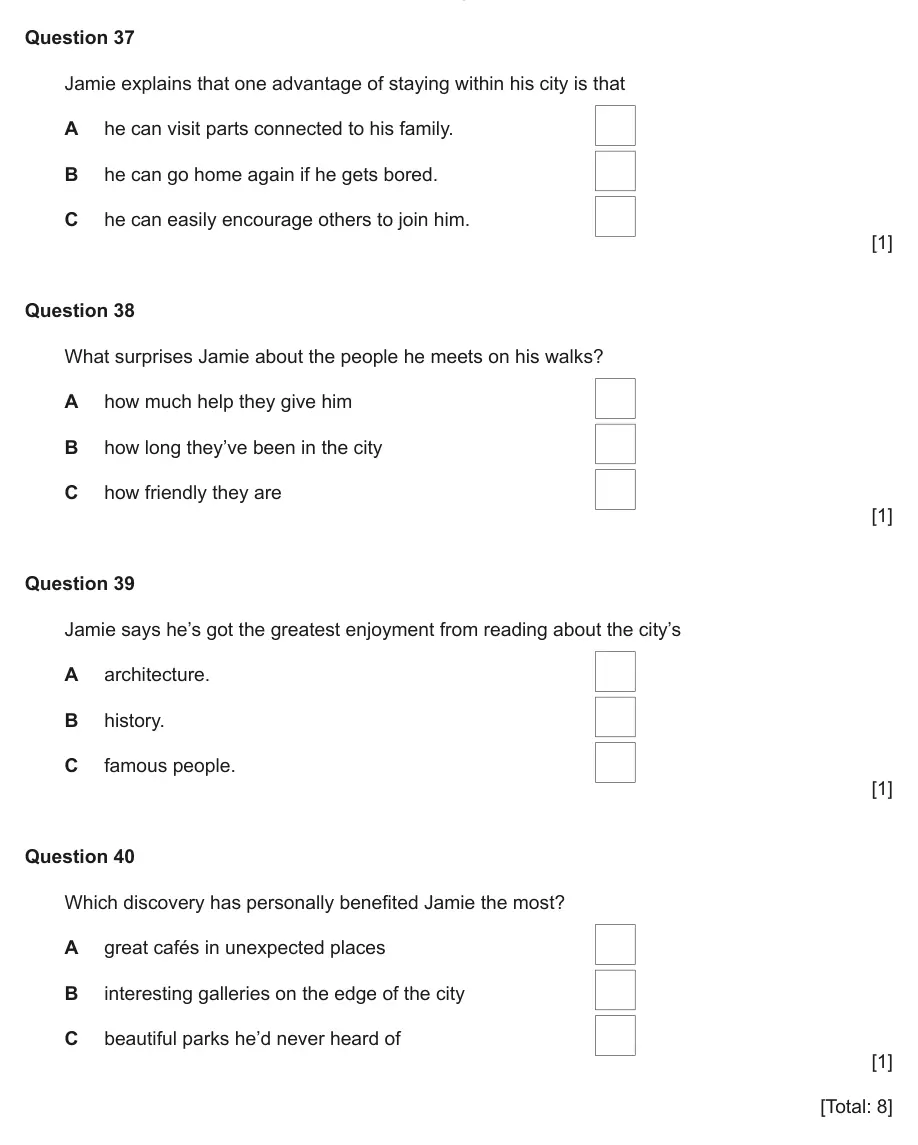 Question 37
Jamie explains that one advantage of staying within his city is that
A he can visit parts connected to his family.
B he can go home again if he gets bored.
C he can easily encourage others to join him.
[1]
Question 38
What surprises Jamie about the people he meets on his walks?
A how much help they give him
B how long they’ve been in the city
C how friendly they are
[1]
Question 39
Jamie says he’s got the greatest enjoyment from reading about the city’s
A architecture.
B history.
C famous people.
[1]
Question 40
Which discovery has personally benefited Jamie the most?
A great cafés in unexpected places
B interesting galleries on the edge of the city
C beautiful parks he’d never heard of
[1]
[Total: 8]